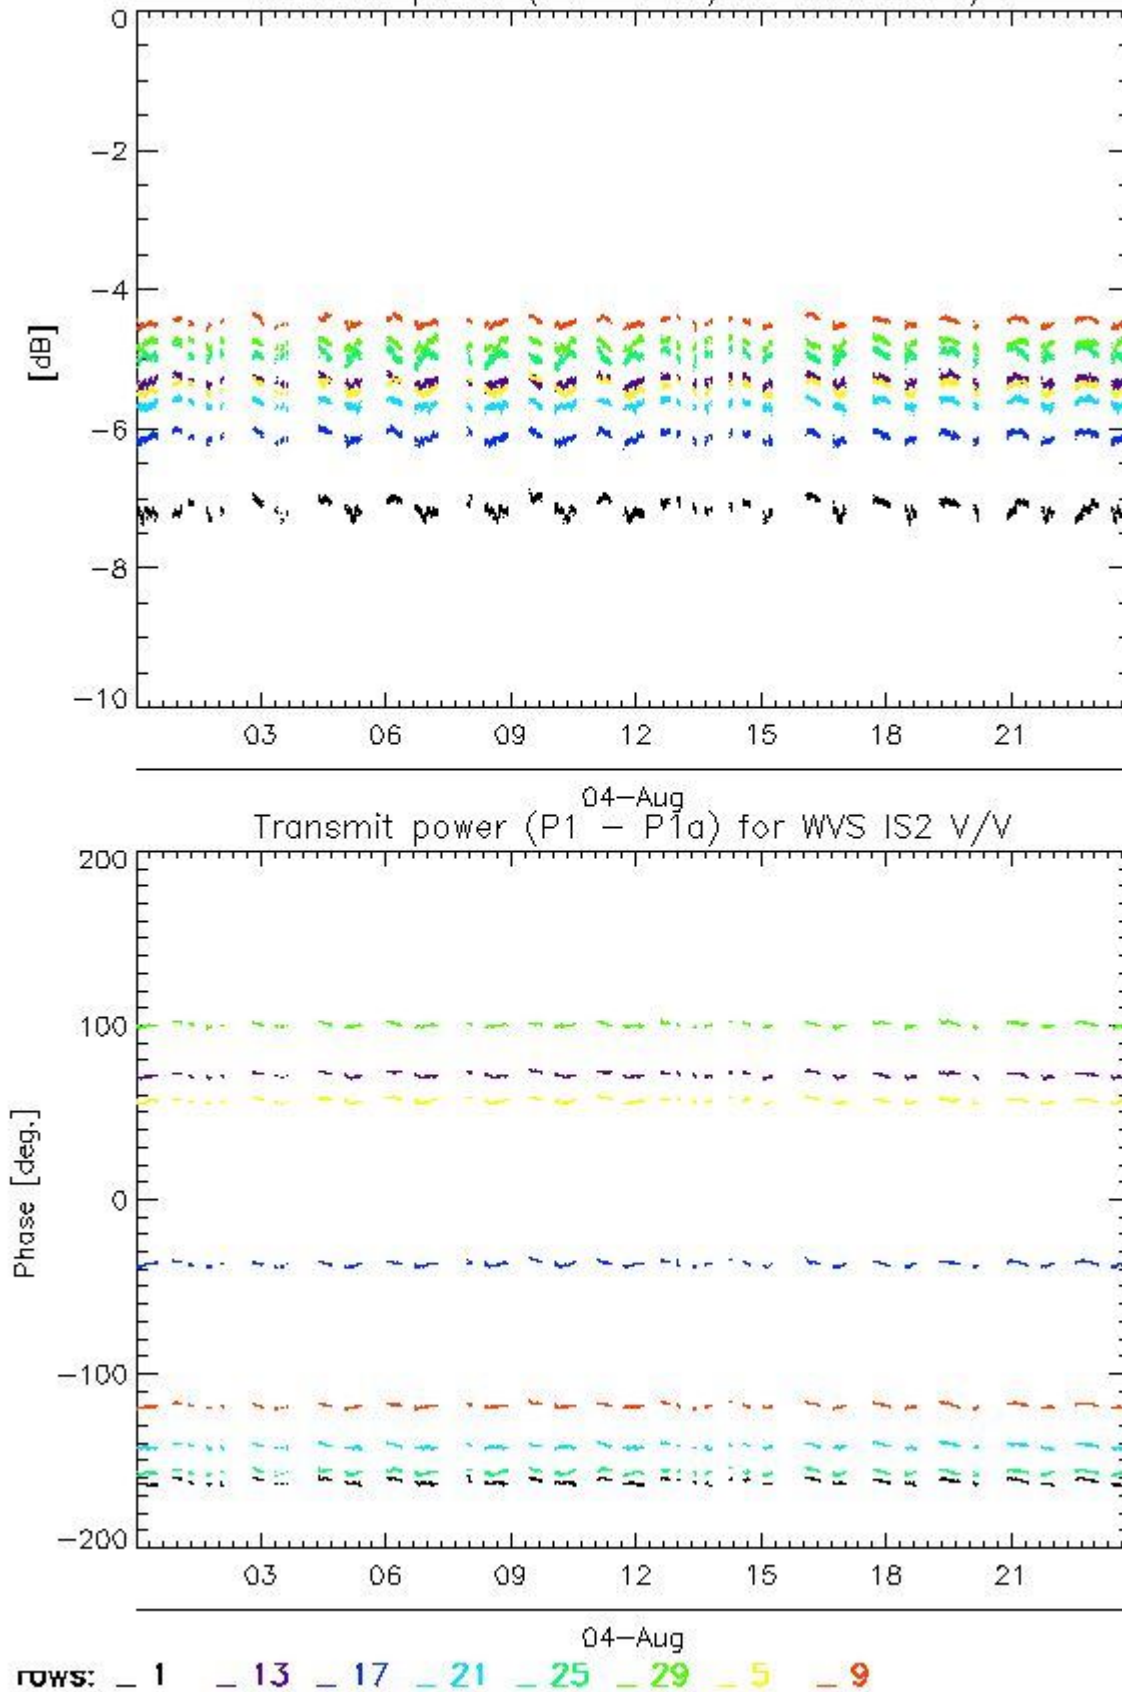 0
-2
-4
[dB]
-6
-8
-10
03 06 09 12 15 18 21
04-Aug
Transmit power (P1 - P1a) for WVS IS2 V/V
200
100
Phase [deg.]
0
-100
-200
03 06 09 12 15 18 21
04-Aug
rows: _ 1 _ 13 _ 17 _ 21 _ 25 _ 29 _ 5 _ 9